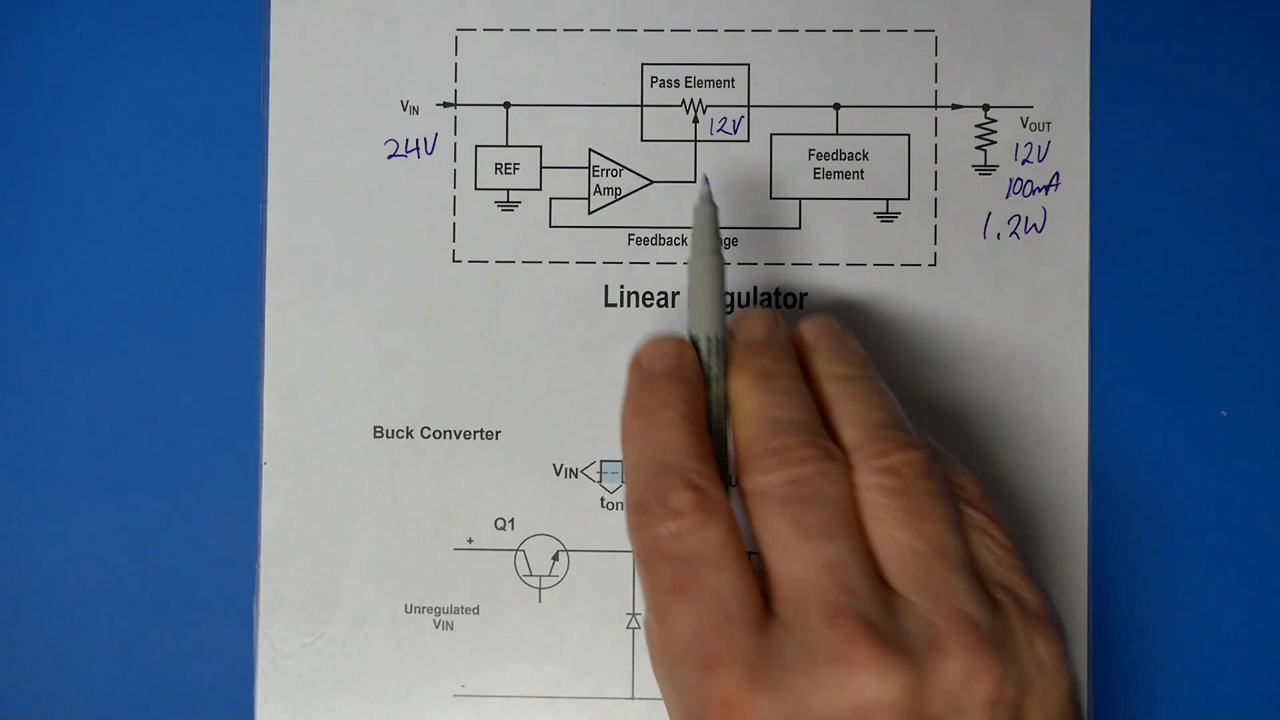 Pass Element
VIN
12V
VOUT
24V
REF
Error
Amp
Feedback
Element
12V
100mA
1.2W
Feedback
Linear
Buck Converter
VIN
ton
Q1
+
Unregulated
VIN
-